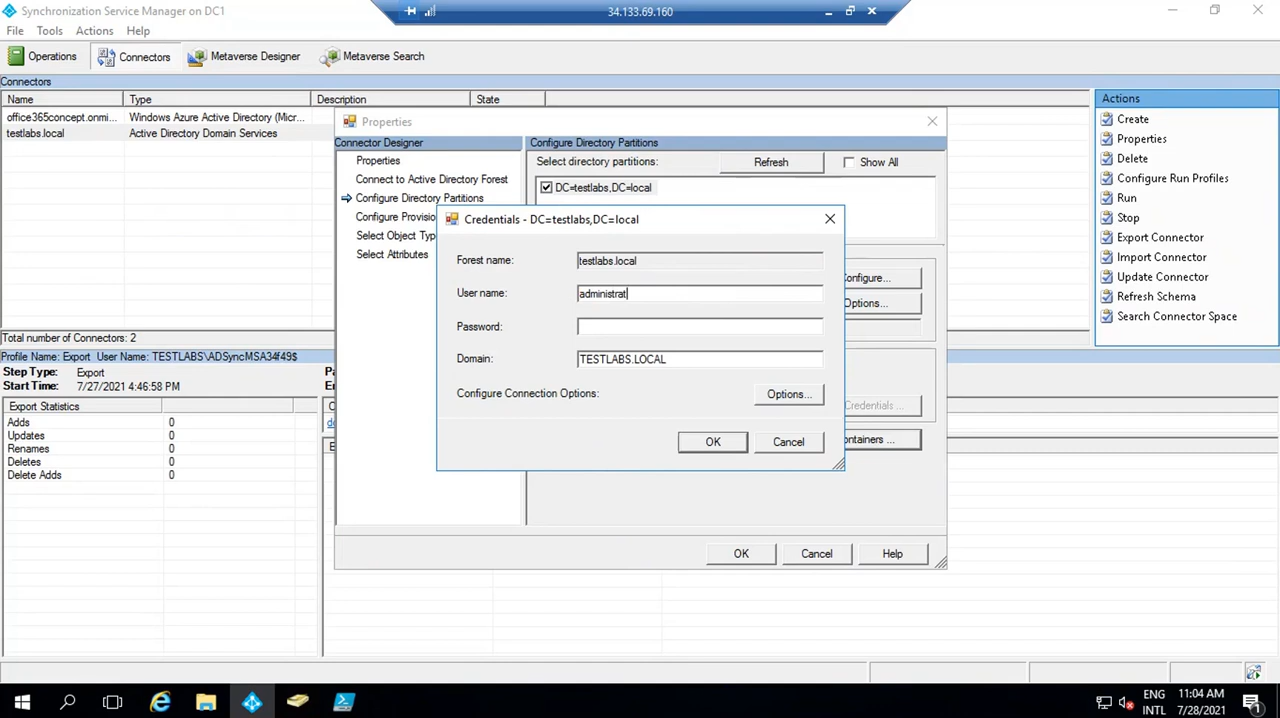 Synchronization Service Manager on DC1
34.133.69.160
File Tools Actions Help
Operations Connectors Metaverse Designer Metaverse Search
Connectors
Name Type Description State
office365concept.onmi... Windows Azure Active Directory (Micr...
testlabs.local Active Directory Domain Services
Total number of Connectors: 2
Profile Name: Export User Name: TESTLABS\ADSyncMSA34f49$
Step Type: Export
Start Time: 7/27/2021 4:46:58 PM
Export Statistics
Adds 0
Updates 0
Renames 0
Deletes 0
Delete Adds 0
Properties
Connector Designer
Properties
Connect to Active Directory Forest
Configure Directory Partitions
Configure Provisio
Select Object Typ
Select Attributes
Configure Directory Partitions
Select directory partitions: Refresh Show All
DC=testlabs,DC=local
Configure...
Options...
Credentials ...
ontainers ...
OK Cancel Help
Credentials - DC=testlabs,DC=local
Forest name: testlabs.local
User name: administrat
Password:
Domain: TESTLABS.LOCAL
Configure Connection Options: Options...
OK Cancel
Actions
Create
Properties
Delete
Configure Run Profiles
Run
Stop
Export Connector
Import Connector
Update Connector
Refresh Schema
Search Connector Space
ENG 11:04 AM
INTL 7/28/2021
1